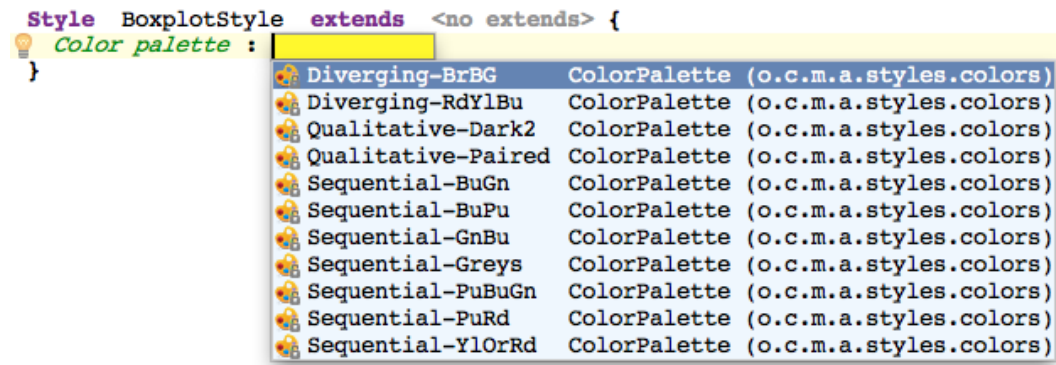 Style BoxplotStyle extends <no extends> {
Color palette :
}
Diverging-BrBG ColorPalette (o.c.m.a.styles.colors)
Diverging-RdYlBu ColorPalette (o.c.m.a.styles.colors)
Qualitative-Dark2 ColorPalette (o.c.m.a.styles.colors)
Qualitative-Paired ColorPalette (o.c.m.a.styles.colors)
Sequential-BuGn ColorPalette (o.c.m.a.styles.colors)
Sequential-BuPu ColorPalette (o.c.m.a.styles.colors)
Sequential-GnBu ColorPalette (o.c.m.a.styles.colors)
Sequential-Greys ColorPalette (o.c.m.a.styles.colors)
Sequential-PuBuGn ColorPalette (o.c.m.a.styles.colors)
Sequential-PuRd ColorPalette (o.c.m.a.styles.colors)
Sequential-YlOrRd ColorPalette (o.c.m.a.styles.colors)